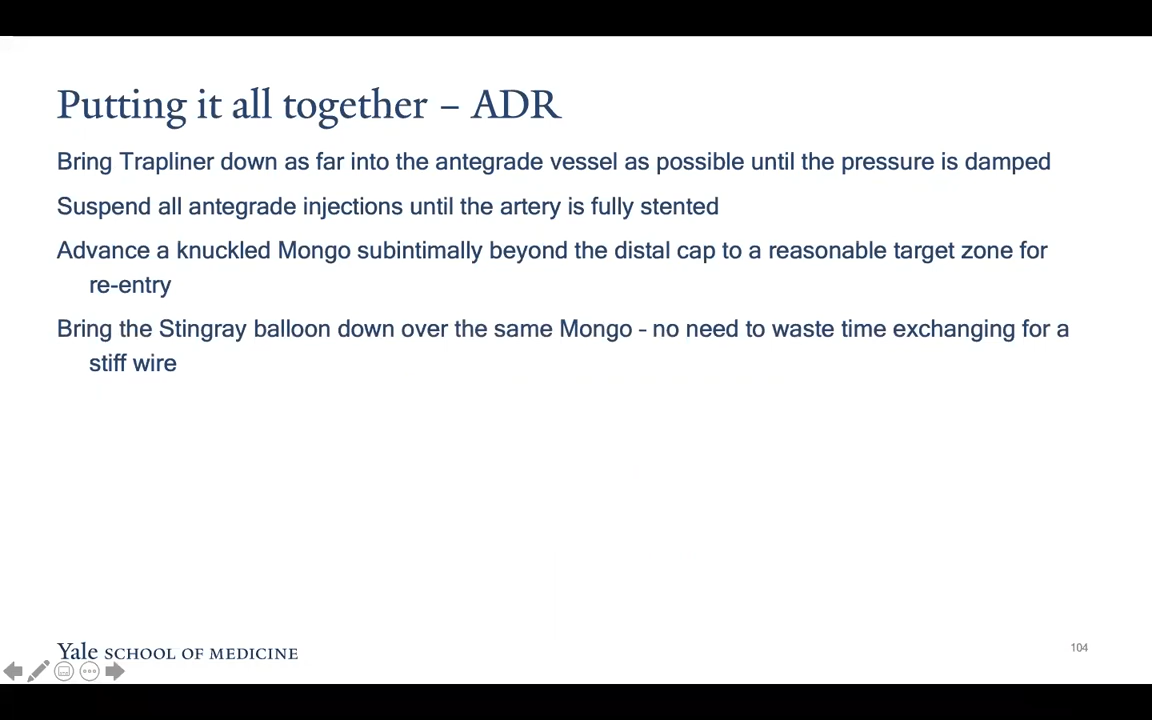 Putting it all together – ADR
Bring Trapliner down as far into the antegrade vessel as possible until the pressure is damped
Suspend all antegrade injections until the artery is fully stented
Advance a knuckled Mongo subintimally beyond the distal cap to a reasonable target zone for
re-entry
Bring the Stingray balloon down over the same Mongo - no need to waste time exchanging for a
stiff wire
Yale SCHOOL OF MEDICINE
104